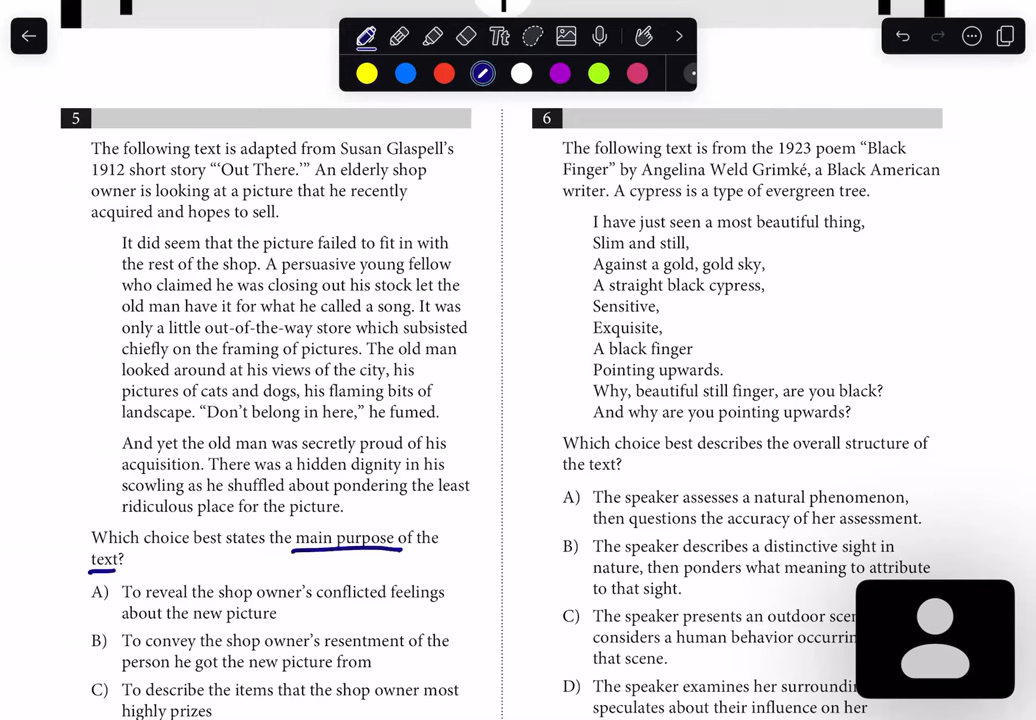 Tt
5
The following text is adapted from Susan Glaspell's
1912 short story “‘Out There.’” An elderly shop
owner is looking at a picture that he recently
acquired and hopes to sell.
It did seem that the picture failed to fit in with
the rest of the shop. A persuasive young fellow
who claimed he was closing out his stock let the
old man have it for what he called a song. It was
only a little out-of-the-way store which subsisted
chiefly on the framing of pictures. The old man
looked around at his views of the city, his
pictures of cats and dogs, his flaming bits of
landscape. “Don’t belong in here,” he fumed.
And yet the old man was secretly proud of his
acquisition. There was a hidden dignity in his
scowling as he shuffled about pondering the least
ridiculous place for the picture.
Which choice best states the main purpose of the
text?
A) To reveal the shop owner’s conflicted feelings
about the new picture
B) To convey the shop owner’s resentment of the
person he got the new picture from
C) To describe the items that the shop owner most
highly prizes
6
The following text is from the 1923 poem “Black
Finger” by Angelina Weld Grimké, a Black American
writer. A cypress is a type of evergreen tree.
I have just seen a most beautiful thing,
Slim and still,
Against a gold, gold sky,
A straight black cypress,
Sensitive,
Exquisite,
A black finger
Pointing upwards.
Why, beautiful still finger, are you black?
And why are you pointing upwards?
Which choice best describes the overall structure of
the text?
A) The speaker assesses a natural phenomenon,
then questions the accuracy of her assessment.
B) The speaker describes a distinctive sight in
nature, then ponders what meaning to attribute
to that sight.
C) The speaker presents an outdoor
considers a human behavior
that scene.
D) The speaker examines her
speculates about their influence on her